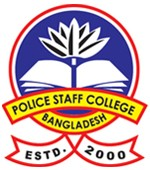 POLICE STAFF COLLEGE
BANGLADESH
ESTD. 2000